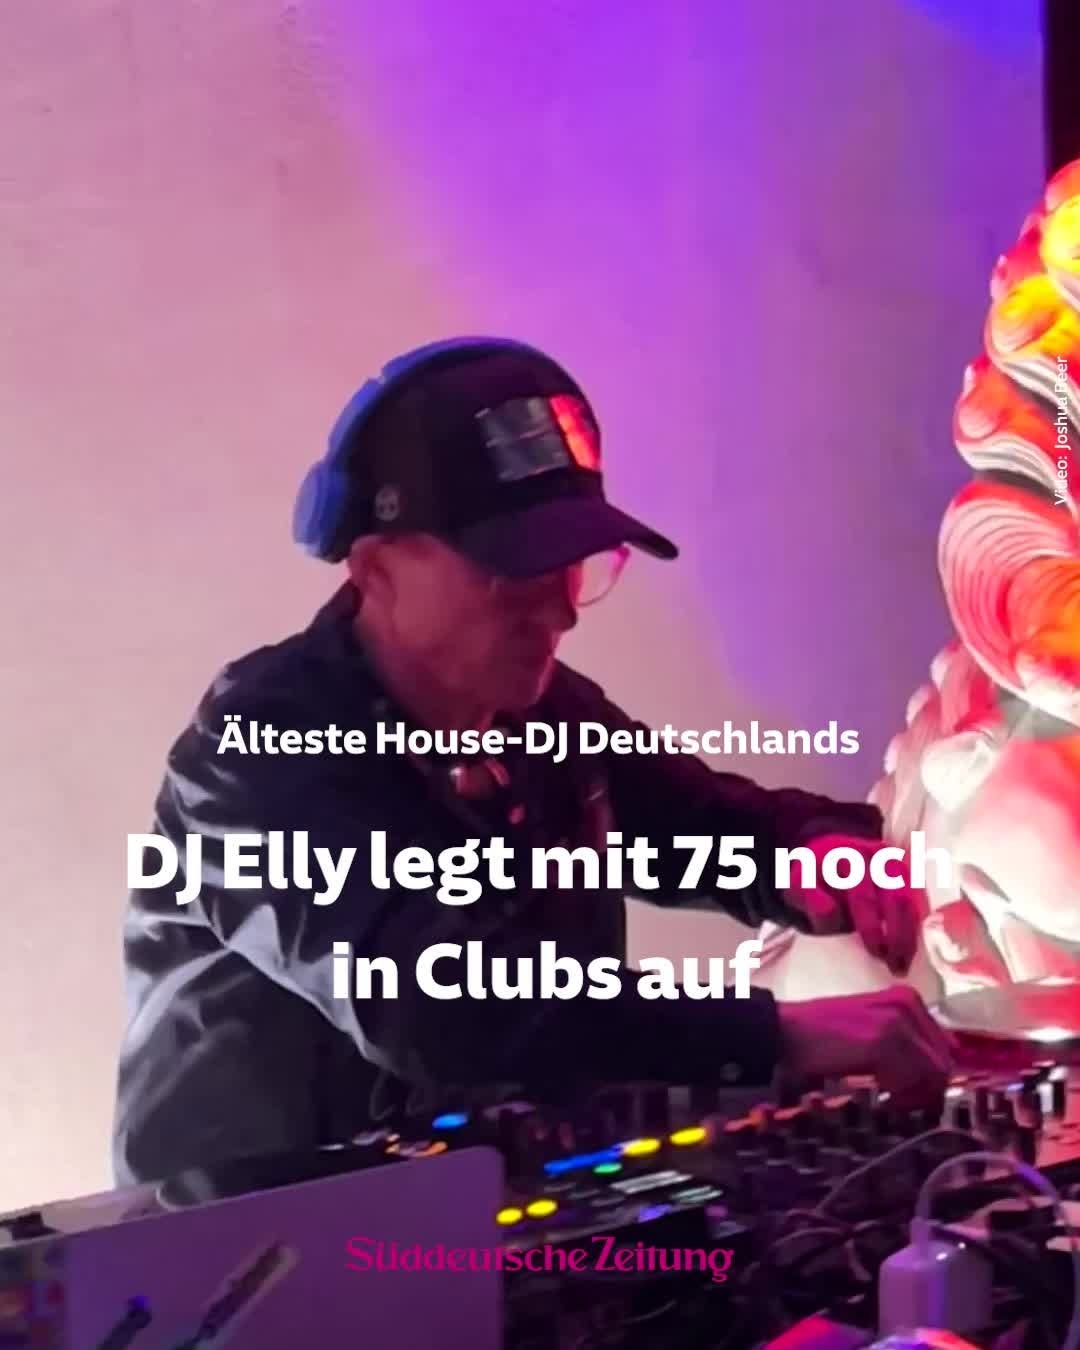 Video: Joshua Beer
Älteste House-DJ Deutschlands
DJ Elly legt mit 75 noch
in Clubs auf
Süddeutsche Zeitung